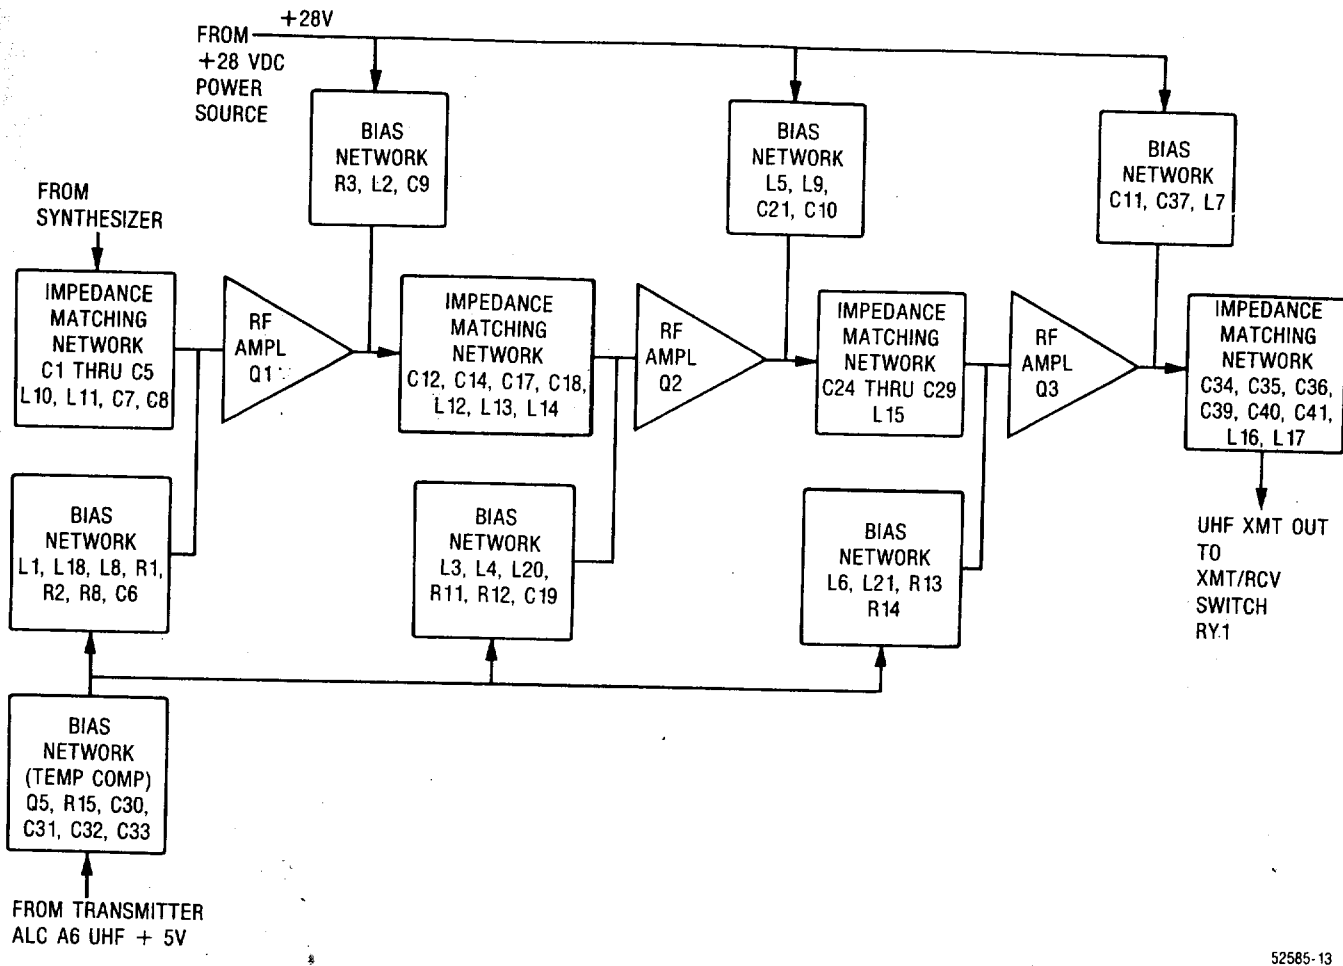 +28V
FROM
+28 VDC
POWER
SOURCE
BIAS
NETWORK
R3, L2, C9
BIAS
NETWORK
L5, L9,
C21, C10
BIAS
NETWORK
C11, C37, L7
FROM
SYNTHESIZER
IMPEDANCE
MATCHING
NETWORK
C1 THRU C5
L10, L11, C7, C8
RF
AMPL
Q1
IMPEDANCE
MATCHING
NETWORK
C12, C14, C17, C18,
L12, L13, L14
RF
AMPL
Q2
IMPEDANCE
MATCHING
NETWORK
C24 THRU C29
L15
RF
AMPL
Q3
IMPEDANCE
MATCHING
NETWORK
C34, C35, C36,
C39, C40, C41,
L16, L17
BIAS
NETWORK
L1, L18, L8, R1,
R2, R8, C6
BIAS
NETWORK
L3, L4, L20,
R11, R12, C19
BIAS
NETWORK
L6, L21, R13
R14
UHF XMT OUT
TO
XMT/RCV
SWITCH
RY1
BIAS
NETWORK
(TEMP COMP)
Q5, R15, C30,
C31, C32, C33
FROM TRANSMITTER
ALC A6 UHF + 5V
52585-13